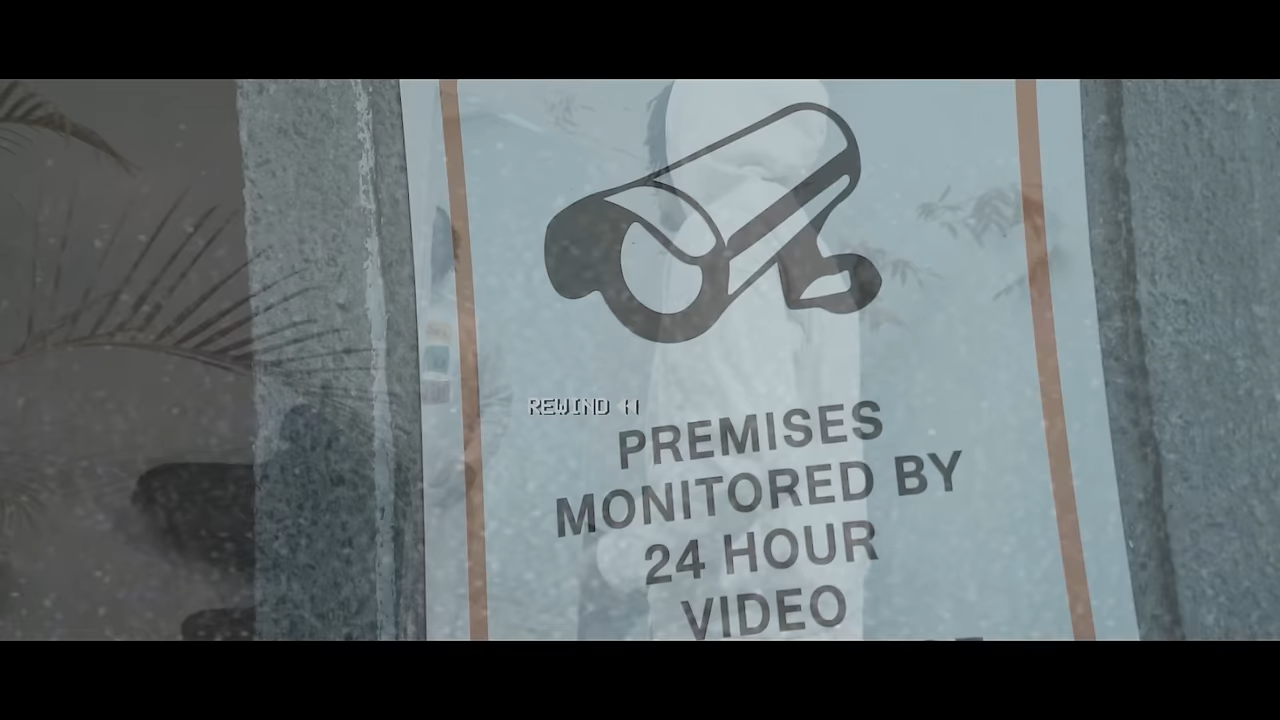 REWIND
PREMISES
MONITORED BY
24 HOUR
VIDEO